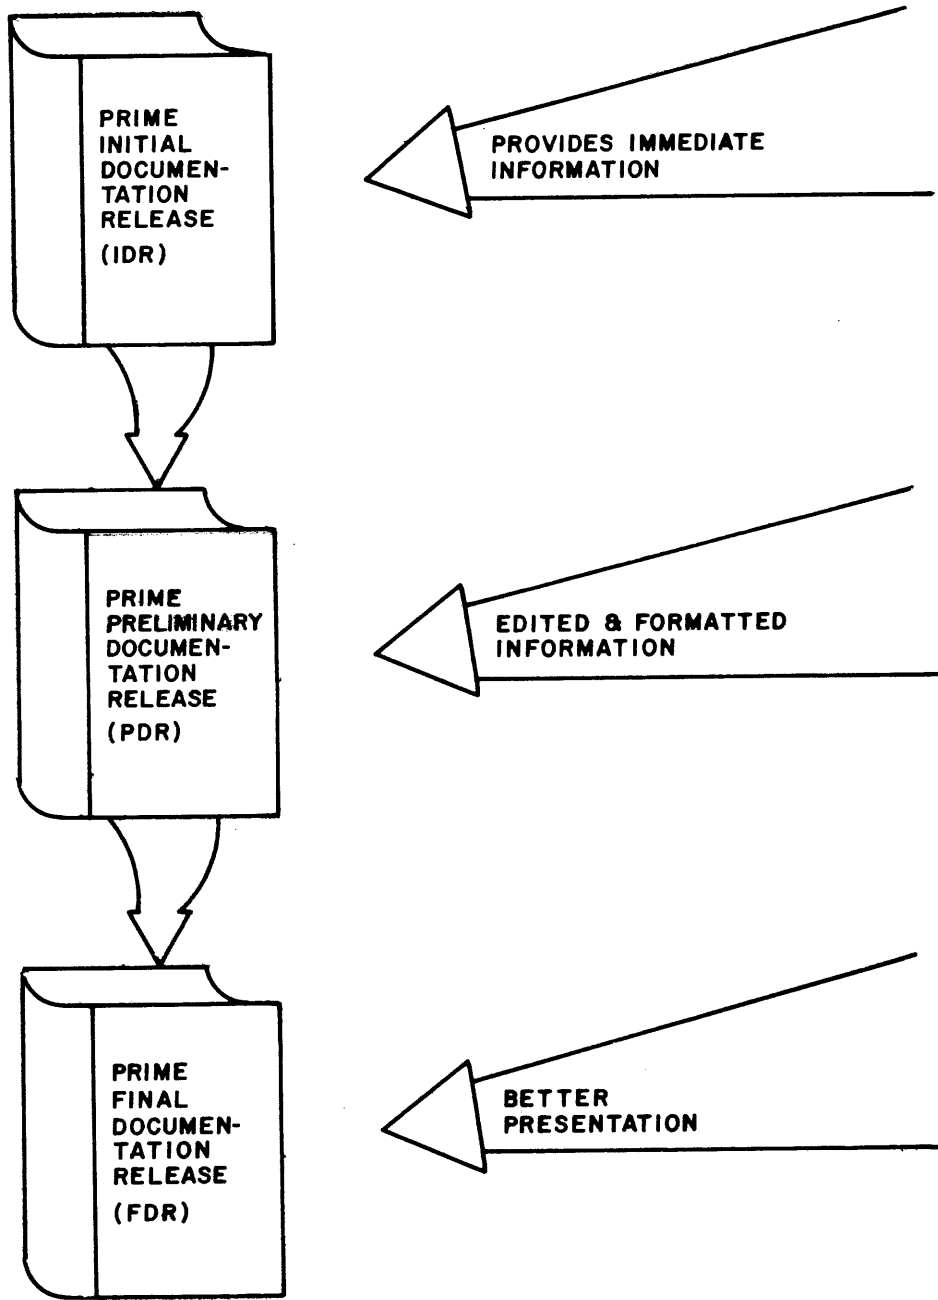 PRIME
INITIAL
DOCUMEN-
TATION
RELEASE
(IDR)
PROVIDES IMMEDIATE
INFORMATION
PRIME
PRELIMINARY
DOCUMEN-
TATION
RELEASE
(PDR)
EDITED & FORMATTED
INFORMATION
PRIME
FINAL
DOCUMEN-
TATION
RELEASE
(FDR)
BETTER
PRESENTATION